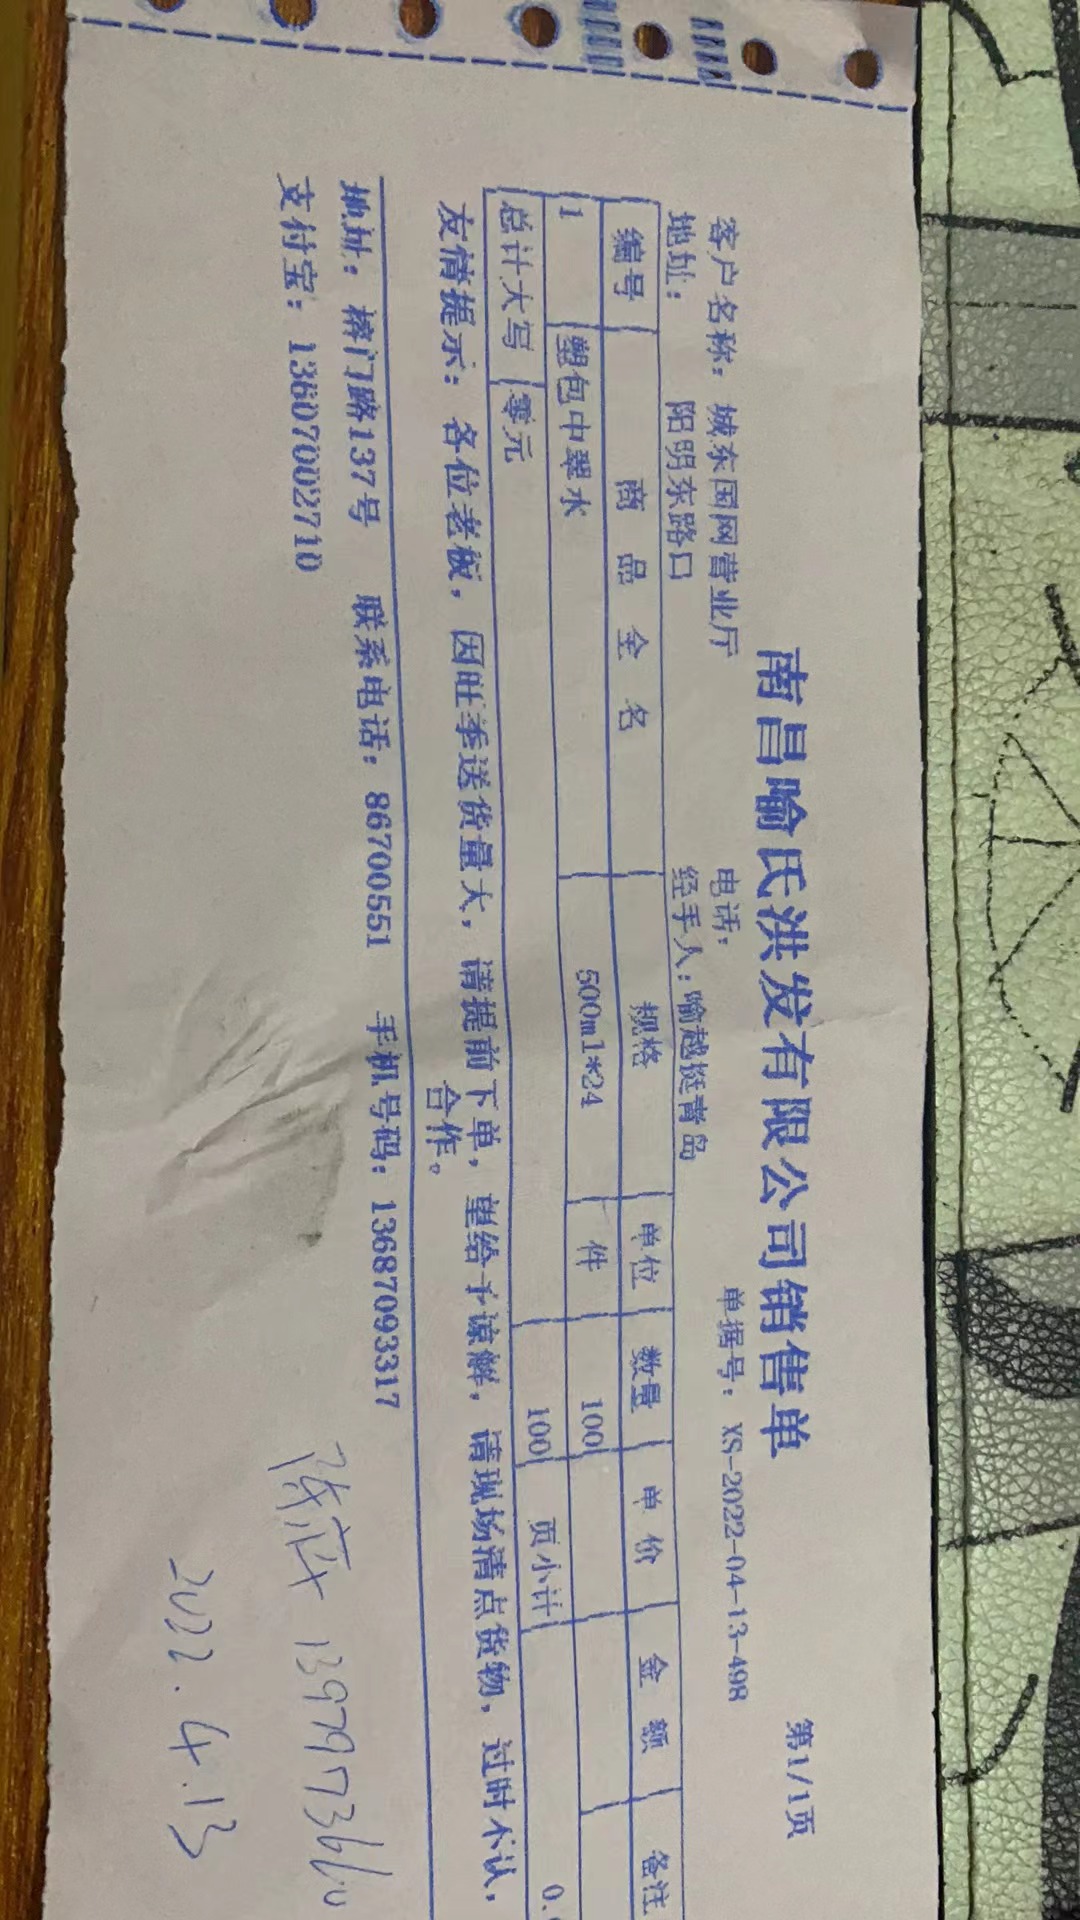 南昌喻氏洪发有限公司销售单
第1/1页
客户名称: 城东国网营业厅 电话: 单据号: XS-2022-04-13-498
地址: 阳明东路口 经手人: 喻越挺青岛
编号 商品全名 规格 单位 数量 单价 金额 备注
1 塑包中翠水 500ml*24 件 100
总计大写 零元 100 页小计 0.
友情提示: 各位老板, 因旺季送货量大, 请提前下单, 望给予谅解, 请现场清点货物, 过时不认,
合作。
地址: 榕门路137号 联系电话: 86700551 手机号码: 13687093317
支付宝: 13607002710
2022.4.13